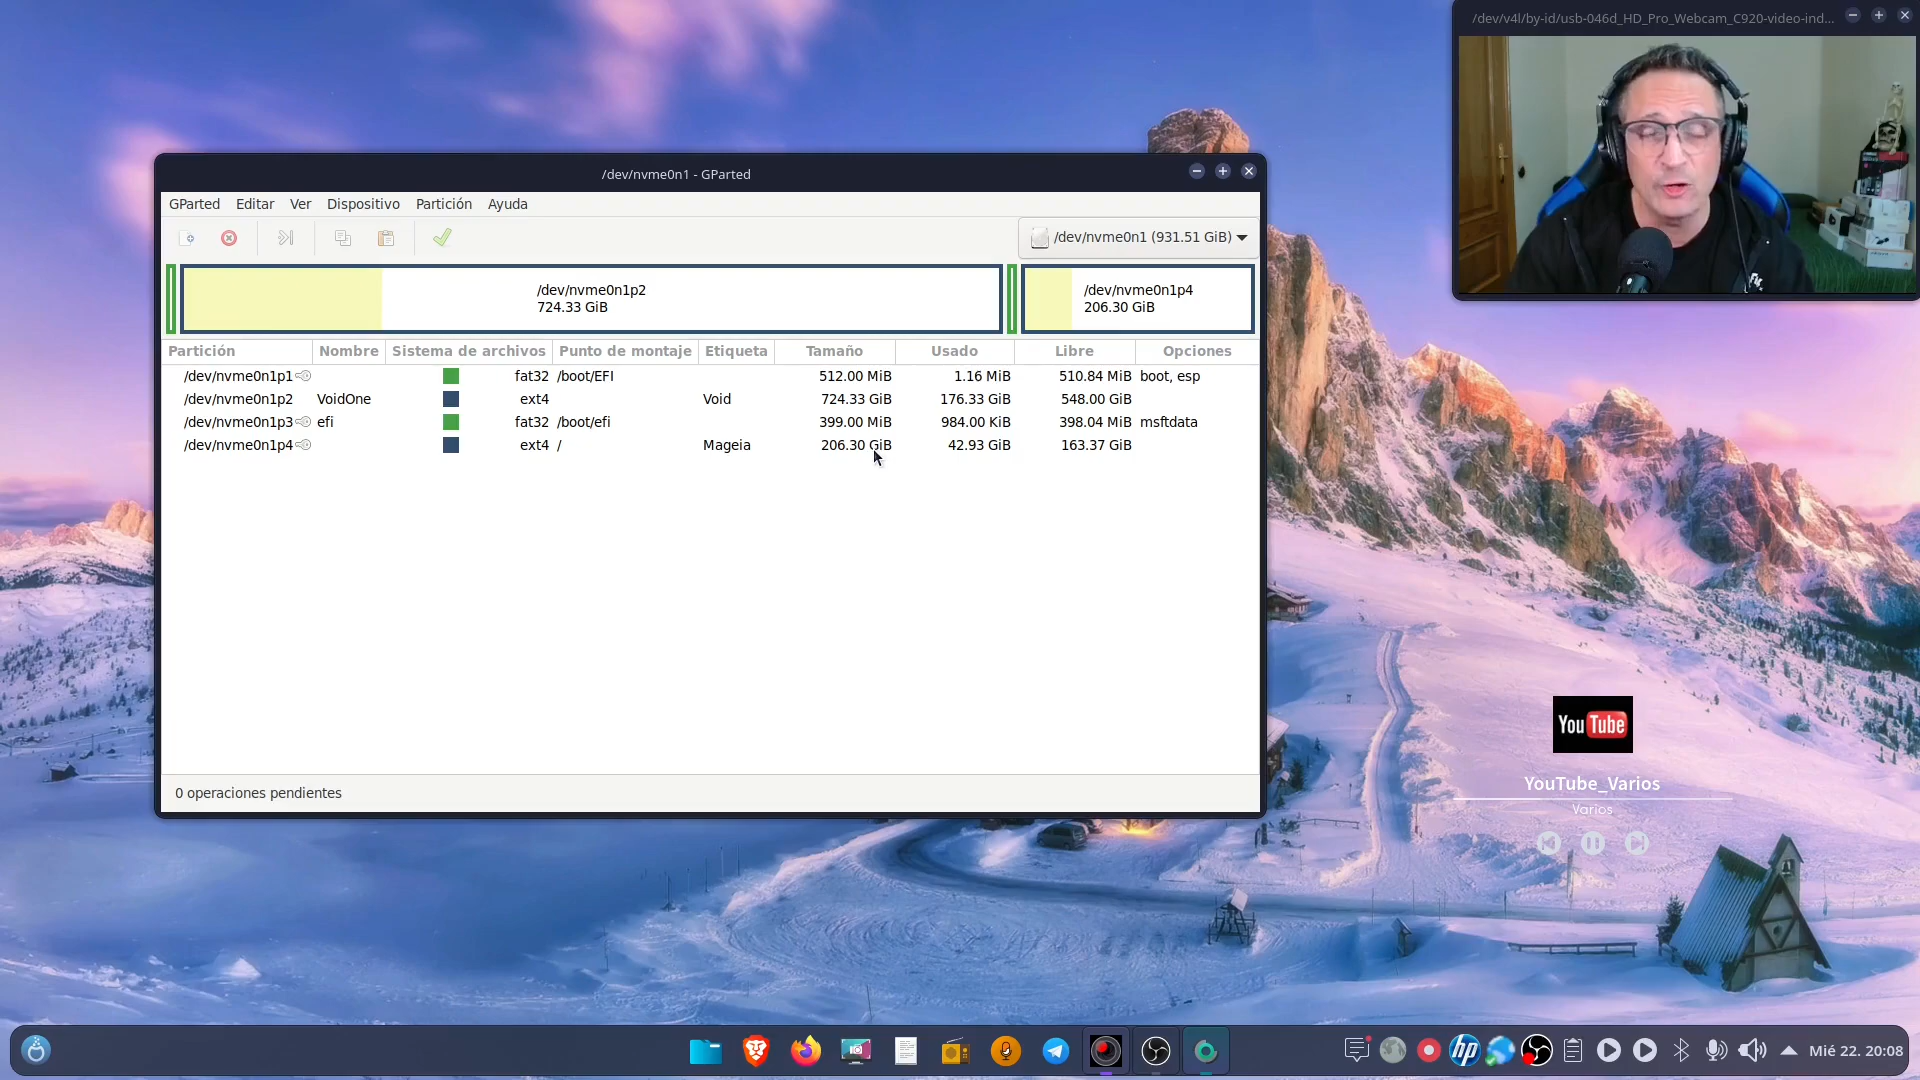 /dev/v4l/by-id/usb-046d_HD_Pro_Webcam_C920-video-ind...
/dev/nvme0n1 - GParted
GParted Editar Ver Dispositivo Partición Ayuda
/dev/nvme0n1 (931.51 GiB)
/dev/nvme0n1p2
724.33 GiB
/dev/nvme0n1p4
206.30 GiB
Partición Nombre Sistema de archivos Punto de montaje Etiqueta Tamaño Usado Libre Opciones
/dev/nvme0n1p1 fat32 /boot/EFI 512.00 MiB 1.16 MiB 510.84 MiB boot, esp
/dev/nvme0n1p2 VoidOne ext4 Void 724.33 GiB 176.33 GiB 548.00 GiB
/dev/nvme0n1p3 efi fat32 /boot/efi 399.00 MiB 984.00 KiB 398.04 MiB msftdata
/dev/nvme0n1p4 ext4 / Mageia 206.30 GiB 42.93 GiB 163.37 GiB
0 operaciones pendientes
YouTube
YouTube_Varios
Varios
hp
Mié 22. 20:08